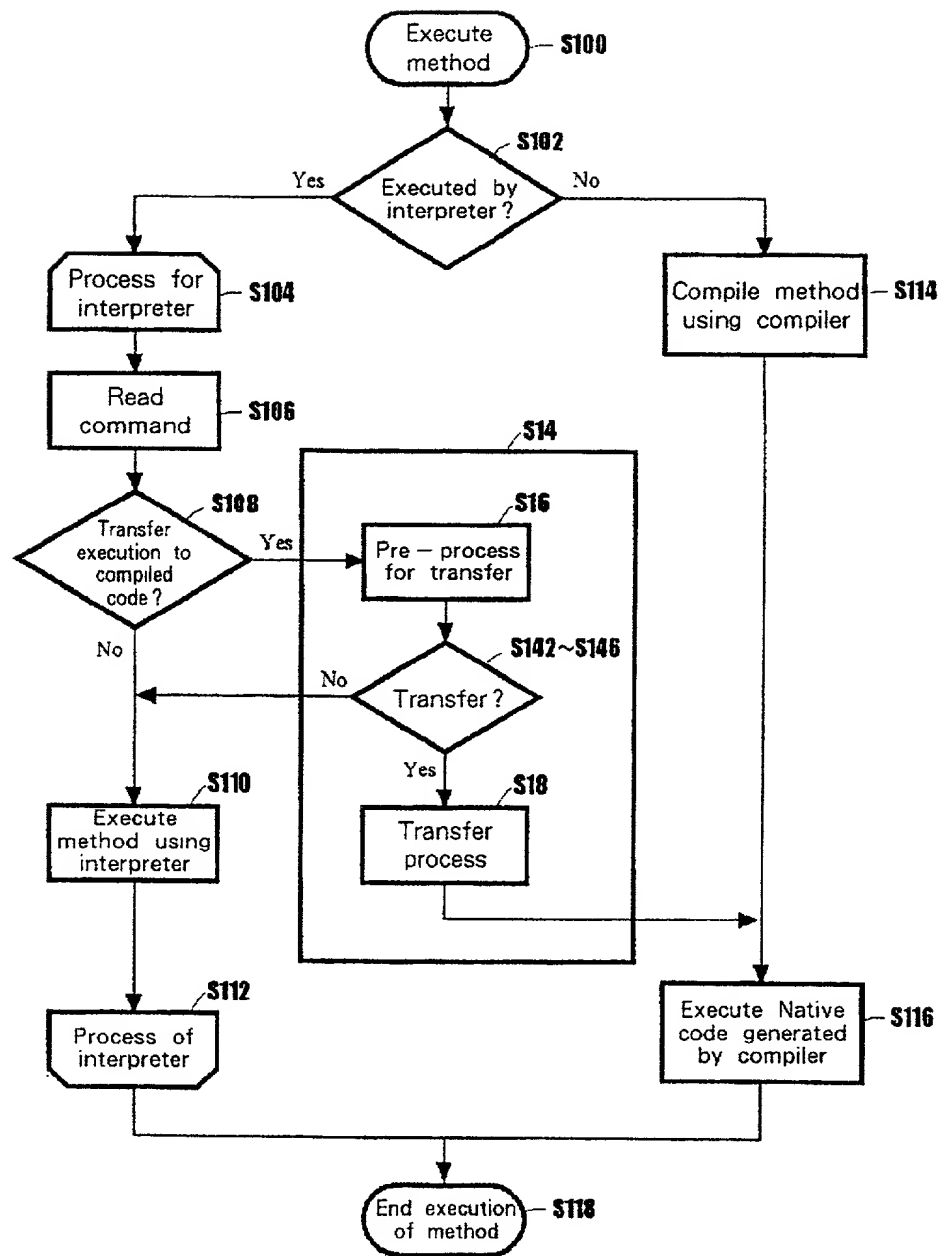 Execute
method
S100
S102
Yes
Executed by
interpreter?
No
Process for
interpreter
S104
Compile method
using compiler
S114
Read
command
S106
S14
S108
Transfer
execution to
compiled
code?
Yes
S16
Pre-process
for transfer
No
S142~S146
No
Transfer?
Yes
S18
Transfer
process
S110
Execute
method using
interpreter
S112
Process of
interpreter
Execute Native
code generated
by compiler
S116
End execution
of method
S118